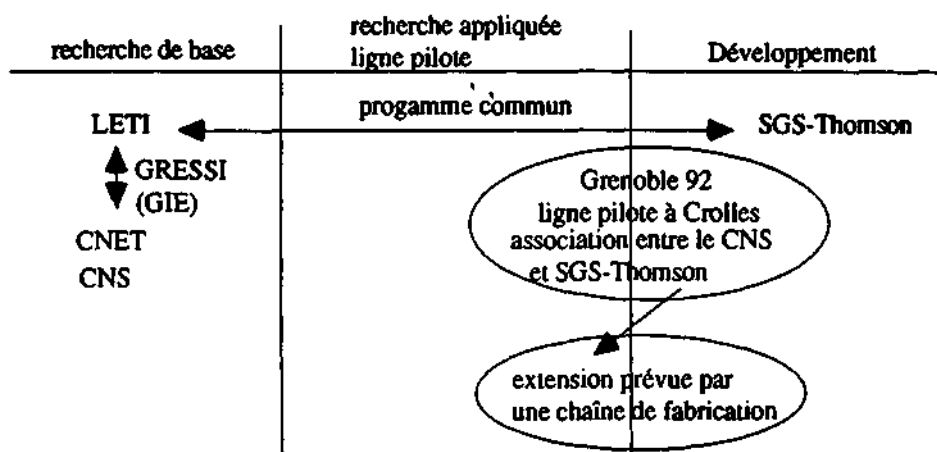 recherche de base
recherche appliquée
ligne pilote
Développement
progamme commun
LETI
SGS-Thomson
GRESSI
(GIE)
CNET
CNS
Grenoble 92
ligne pilote à Crolles
association entre le CNS
et SGS-Thomson
extension prévue par
une chaîne de fabrication